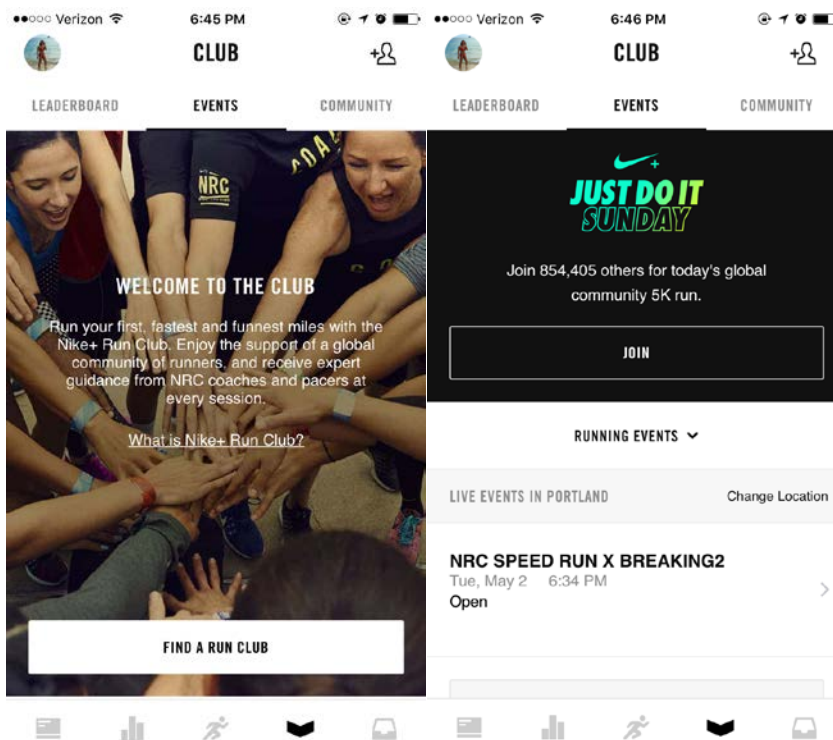 Verizon
6:45 PM
CLUB
LEADERBOARD
EVENTS
COMMUNITY
COA
NRC
WELCOME TO THE CLUB
Run your first, fastest and funnest miles with the
Nike+ Run Club. Enjoy the support of a global
community of runners, and receive expert
guidance from NRC coaches and pacers at
every session.
What is Nike+ Run Club?
FIND A RUN CLUB
Verizon
6:46 PM
CLUB
LEADERBOARD
EVENTS
COMMUNITY
JUST DO IT
SUNDAY
Join 854,405 others for today's global
community 5K run.
JOIN
RUNNING EVENTS
LIVE EVENTS IN PORTLAND
Change Location
NRC SPEED RUN X BREAKING2
Tue, May 2 6:34 PM
Open